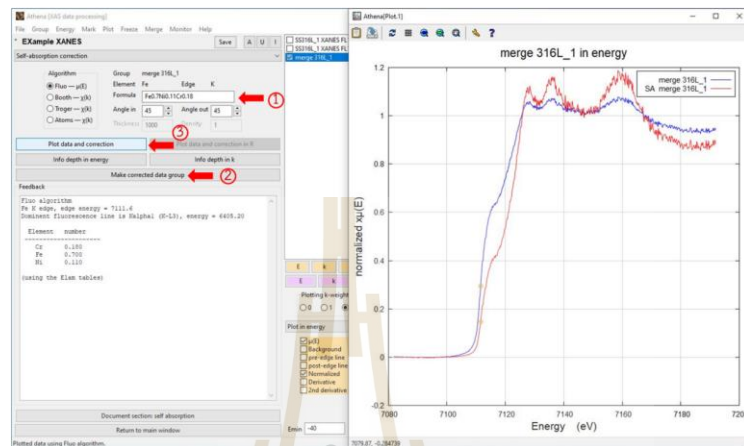 Athena [XAS data processing]
File Group Energy Mark Plot Freeze Merge Monitor Help
* EXample XANES
Save A U I
Self-absorption correction
Algorithm
Fluo — μ(E)
Booth — χ(k)
Troger — χ(k)
Atoms — χ(k)
Group merge 316L_1
Element Fe Edge K
Formula Fe0.7Ni0.11Cr0.18
Angle in 45 Angle out 45
Thickness 1000 Density 1
①
③
Plot data and correction
Plot data and correction in R
Info depth in energy
Info depth in k
Make corrected data group
②
Feedback
Fluo algorithm
Fe K edge, edge energy = 7111.6
Dominant fluorescence line is Kalpha1 (K-L3), energy = 6405.20
Element number
Cr 0.180
Fe 0.700
Ni 0.110
(using the Elam tables)
Document section: self absorption
Return to main window
Plotted data using Fluo algorithm.
SS316L_1 XANES FL
SS316L_1 XANES FL
merge 316L_1
E k
E k
Plotting k-weight
0 1
Plot in energy
μ(E)
Background
pre-edge line
post-edge line
Normalized
Derivative
2nd derivative
Emin -40
Athena[Plot.1]
merge 316L_1 in energy
merge 316L_1
SA merge 316L_1
normalized xμ(E)
1.2
1
0.8
0.6
0.4
0.2
0
-0.2
7080 7100 7120 7140 7160 7180 7200
Energy (eV)
7079.87, -0.284739